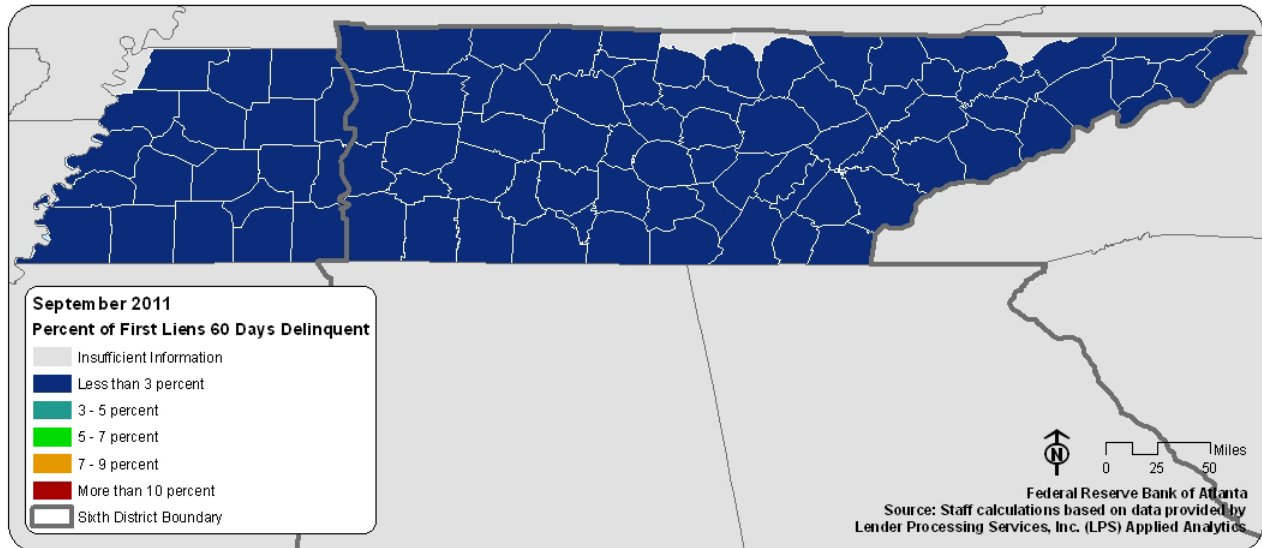 September 2011
Percent of First Liens 60 Days Delinquent
Insufficient Information
Less than 3 percent
3 - 5 percent
5 - 7 percent
7 - 9 percent
More than 10 percent
Sixth District Boundary
N
Miles
0 25 50
Federal Reserve Bank of Atlanta
Source: Staff calculations based on data provided by
Lender Processing Services, Inc. (LPS) Applied Analytics